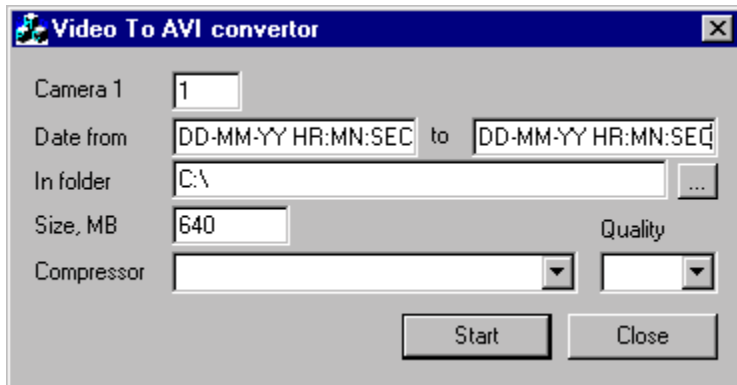 Video To AVI convertor
Camera 1 1
Date from DD-MM-YY HR:MN:SEC to DD-MM-YY HR:MN:SEC
In folder C:\ ...
Size, MB 640 Quality
Compressor
Start Close